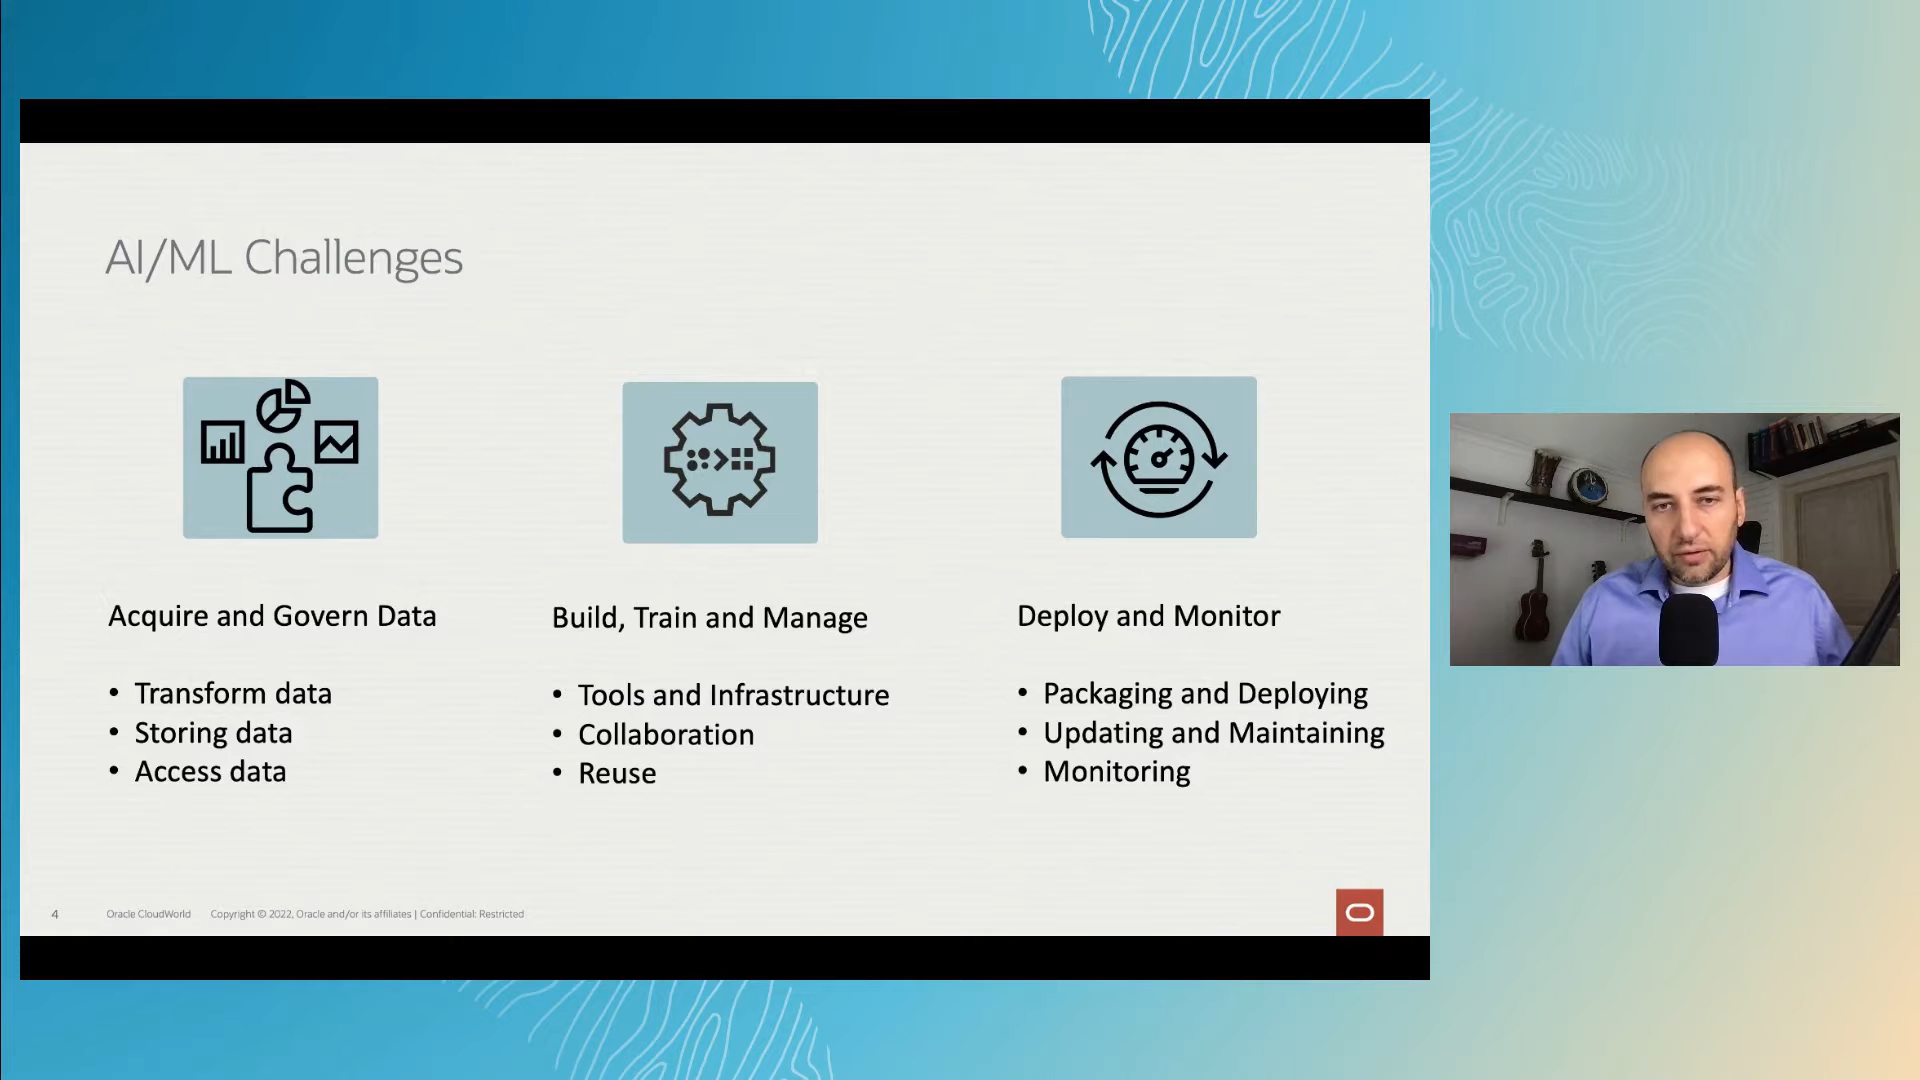 AI/ML Challenges
Acquire and Govern Data
• Transform data
• Storing data
• Access data
Build, Train and Manage
• Tools and Infrastructure
• Collaboration
• Reuse
Deploy and Monitor
• Packaging and Deploying
• Updating and Maintaining
• Monitoring
4 Oracle CloudWorld Copyright © 2022, Oracle and/or its affiliates | Confidential: Restricted